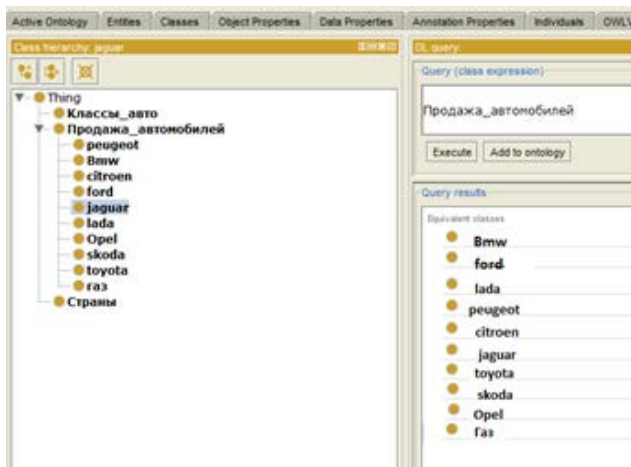 Active Ontology Entities Classes Object Properties Data Properties Annotation Properties Individuals OWLV
Class hierarchy: jaguar
Thing
Классы_авто
Продажа_автомобилей
peugeot
Bmw
citroen
ford
jaguar
lada
Opel
skoda
toyota
газ
Страны
DL query:
Query (class expression)
Продажа_автомобилей
Execute Add to ontology
Query results
Equivalent classes
Bmw
ford
lada
peugeot
citroen
jaguar
toyota
skoda
Opel
Газ